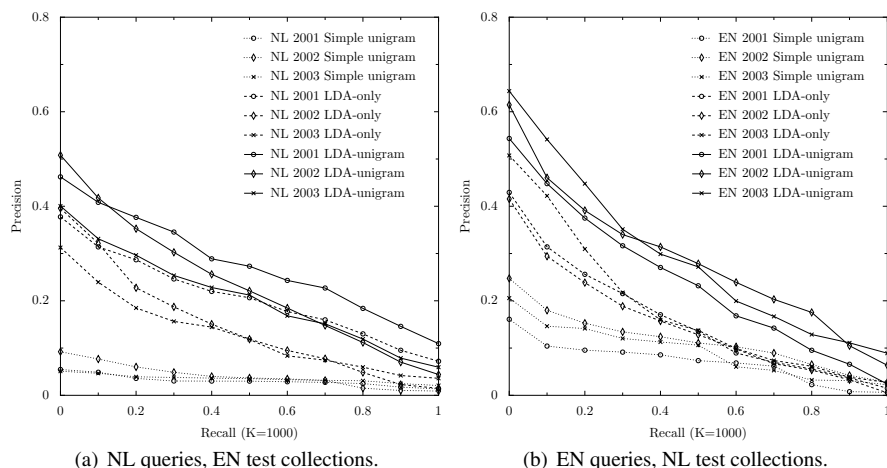 0.8
NL 2001 Simple unigram
NL 2002 Simple unigram
NL 2003 Simple unigram
NL 2001 LDA-only
NL 2002 LDA-only
NL 2003 LDA-only
NL 2001 LDA-unigram
NL 2002 LDA-unigram
NL 2003 LDA-unigram
0.6
Precision
0.4
0.2
0
0 0.2 0.4 0.6 0.8 1
Recall (K=1000)
(a) NL queries, EN test collections.
0.8
EN 2001 Simple unigram
EN 2002 Simple unigram
EN 2003 Simple unigram
EN 2001 LDA-only
EN 2002 LDA-only
EN 2003 LDA-only
EN 2001 LDA-unigram
EN 2002 LDA-unigram
EN 2003 LDA-unigram
0.6
Precision
0.4
0.2
0
0 0.2 0.4 0.6 0.8 1
Recall (K=1000)
(b) EN queries, NL test collections.